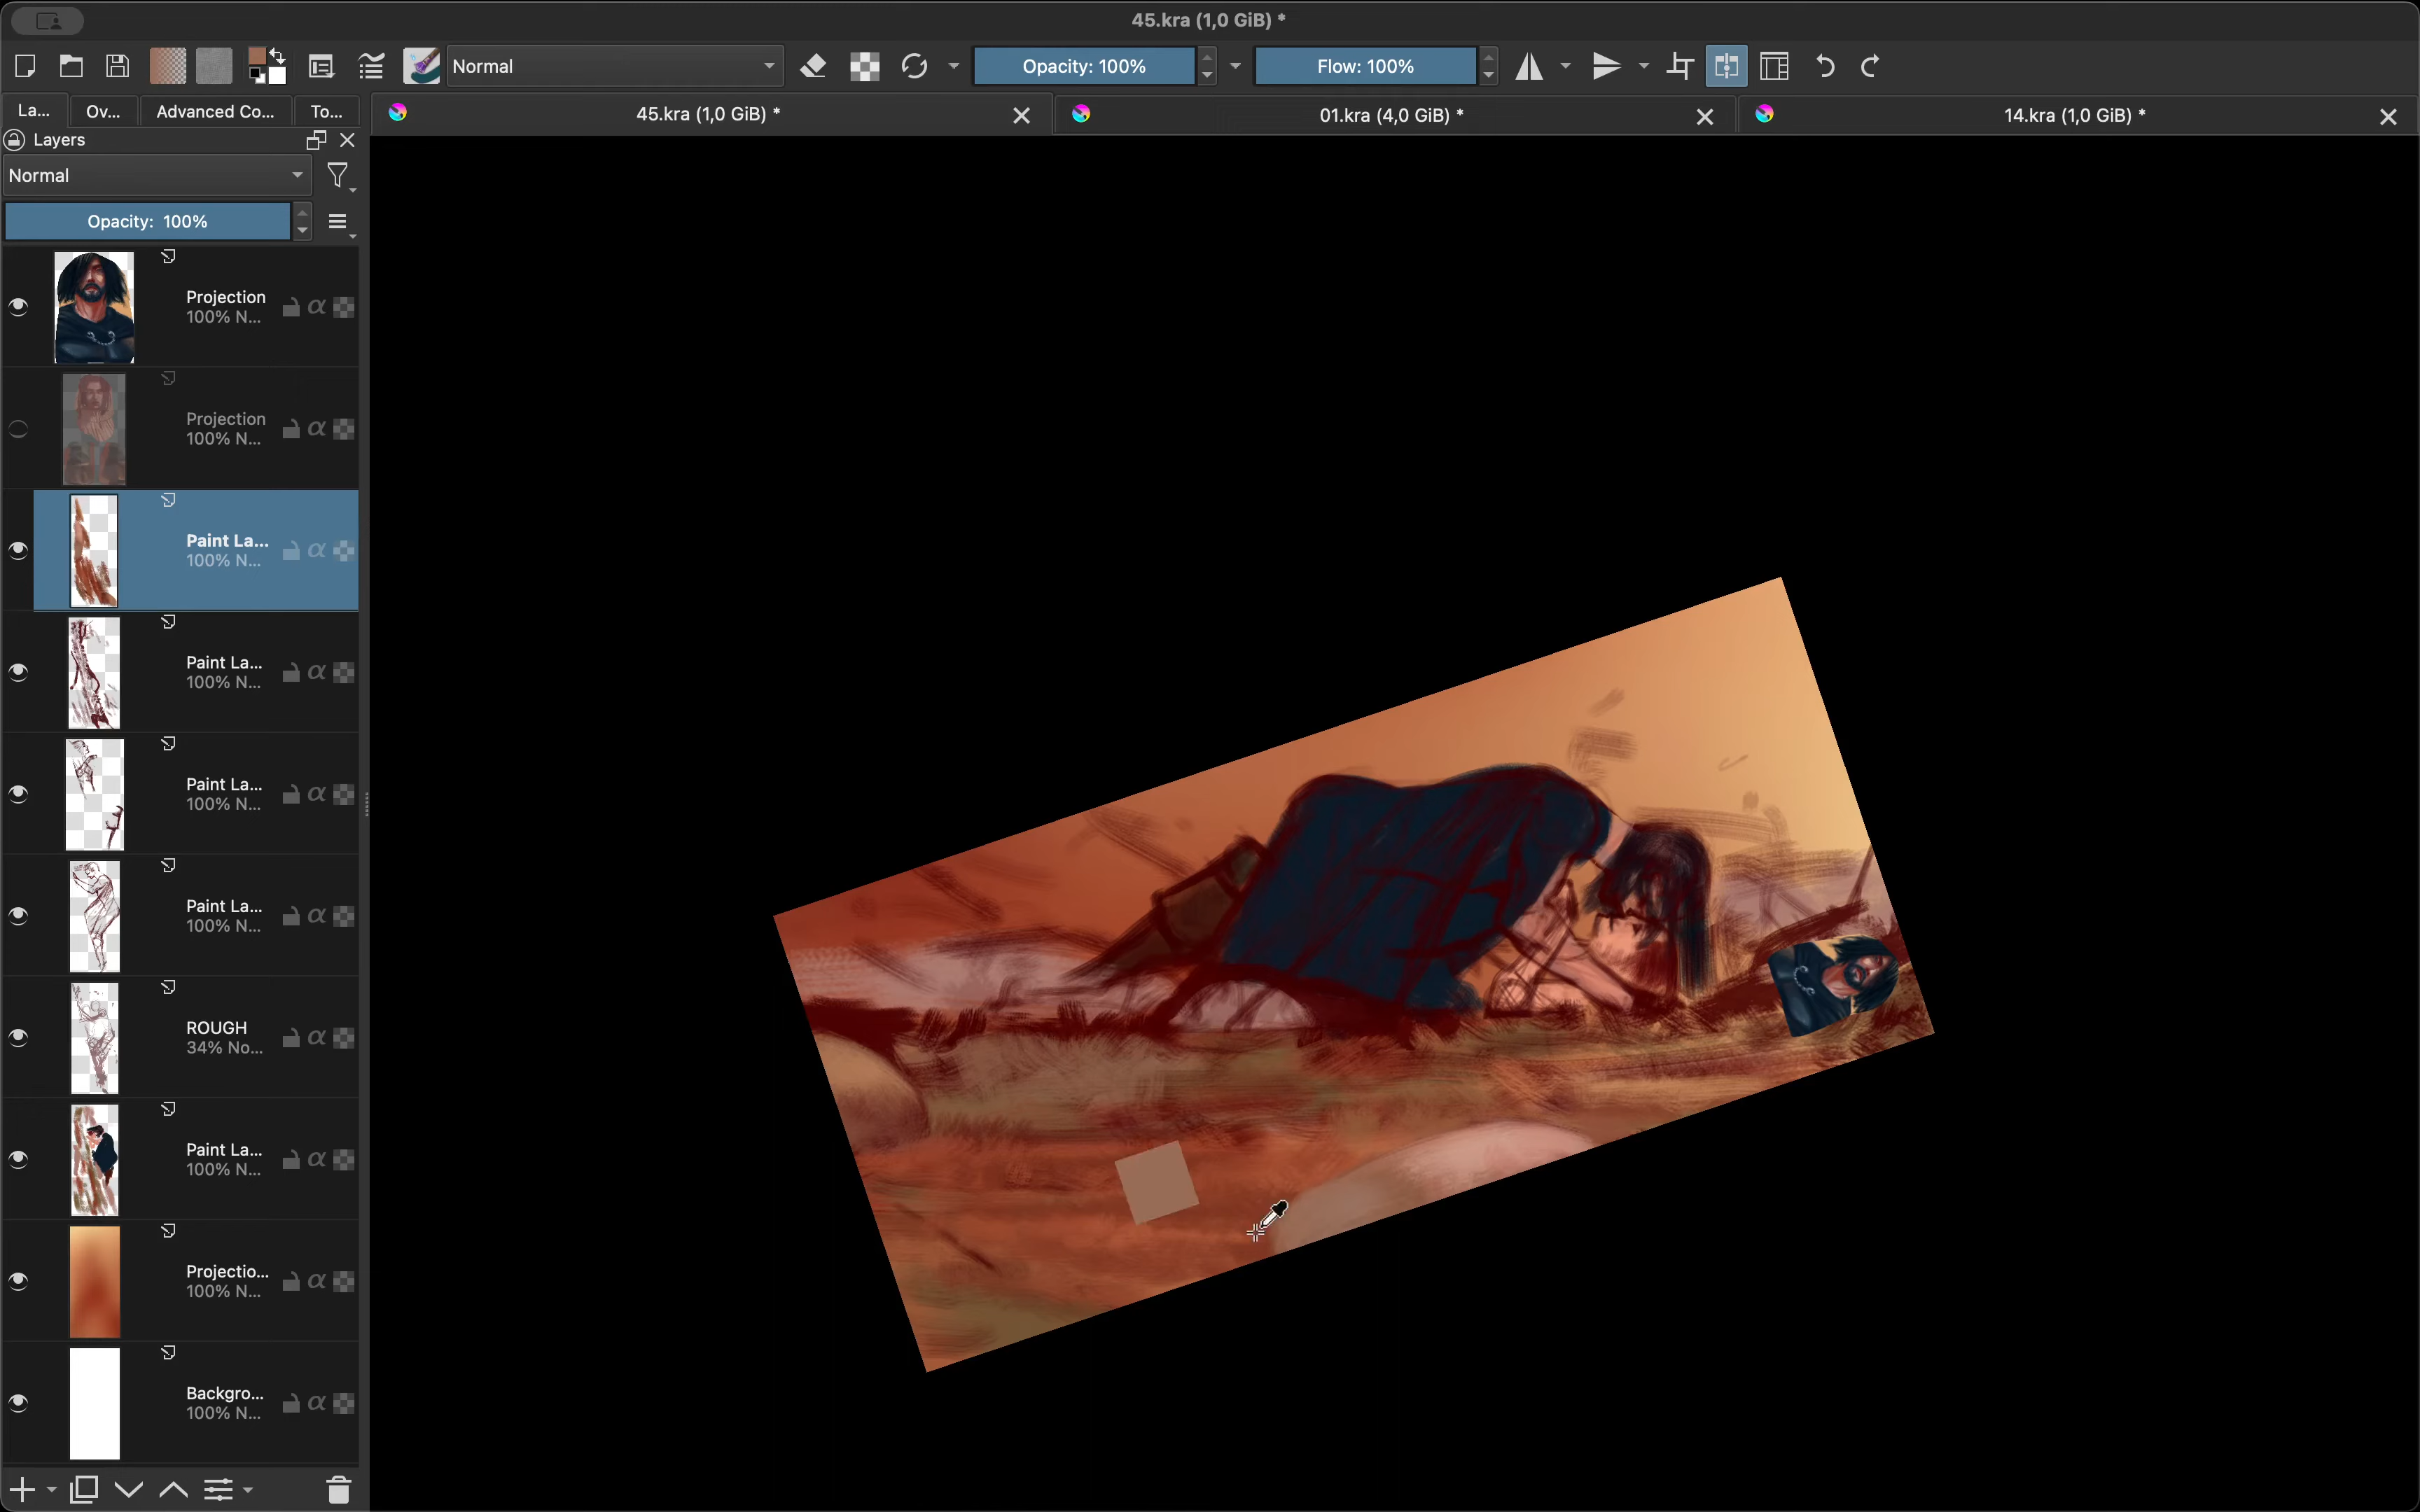 45.kra (1,0 GiB) *
Normal
Opacity: 100%
Flow: 100%
La...
Ov...
Advanced Co...
To...
45.kra (1,0 GiB) *
01.kra (4,0 GiB) *
14.kra (1,0 GiB) *
Layers
Normal
Opacity: 100%
Projection
100% N...
Projection
100% N...
Paint La...
100% N...
Paint La...
100% N...
Paint La...
100% N...
Paint La...
100% N...
ROUGH
34% No...
Paint La...
100% N...
Projectio...
100% N...
Backgro...
100% N...